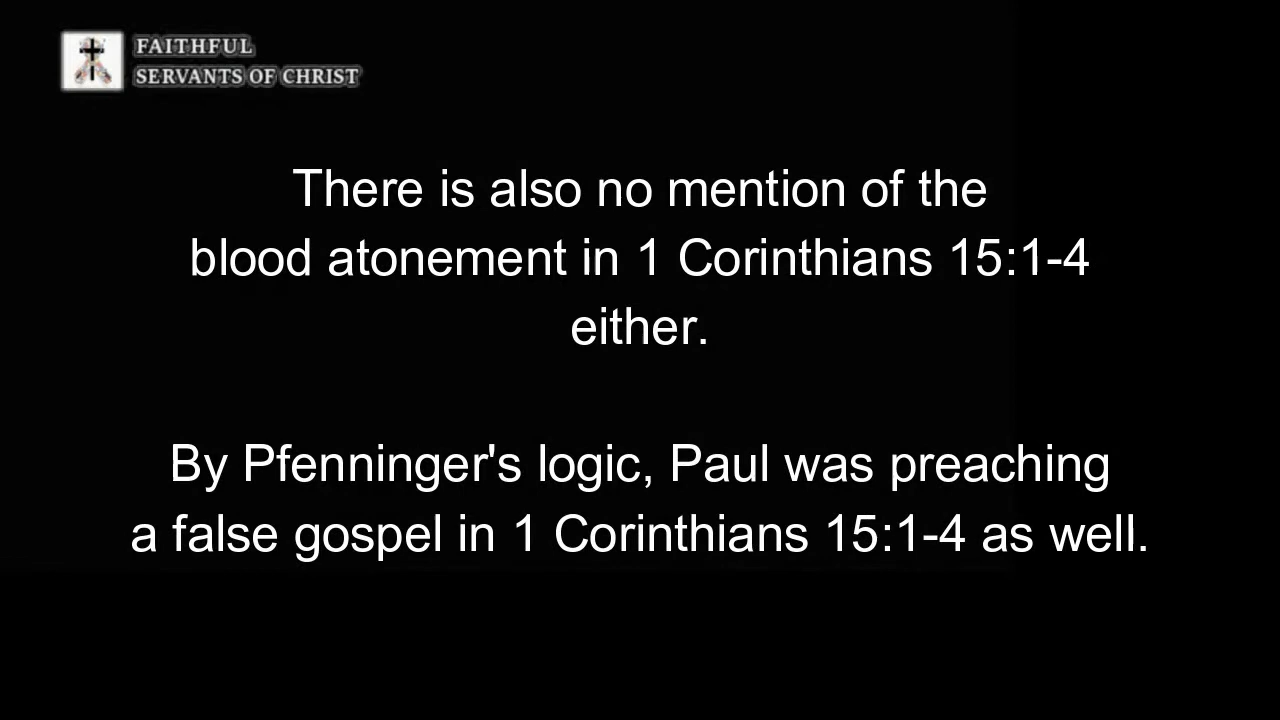 FAITHFUL
SERVANTS OF CHRIST
There is also no mention of the
blood atonement in 1 Corinthians 15:1-4
either.
By Pfenninger's logic, Paul was preaching
a false gospel in 1 Corinthians 15:1-4 as well.